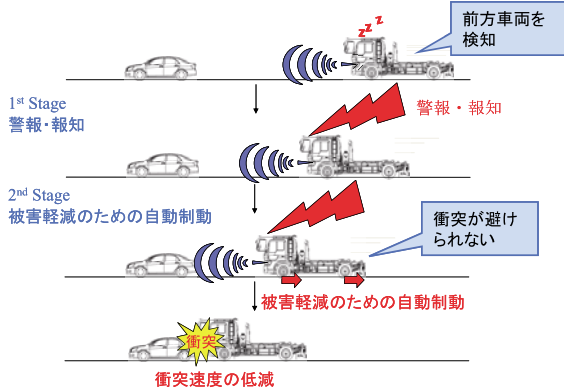 z z z
前方車両を
検知
1st Stage
警報・報知
警報・報知
2nd Stage
被害軽減のための自動制動
衝突が避け
られない
被害軽減のための自動制動
衝突
衝突速度の低減